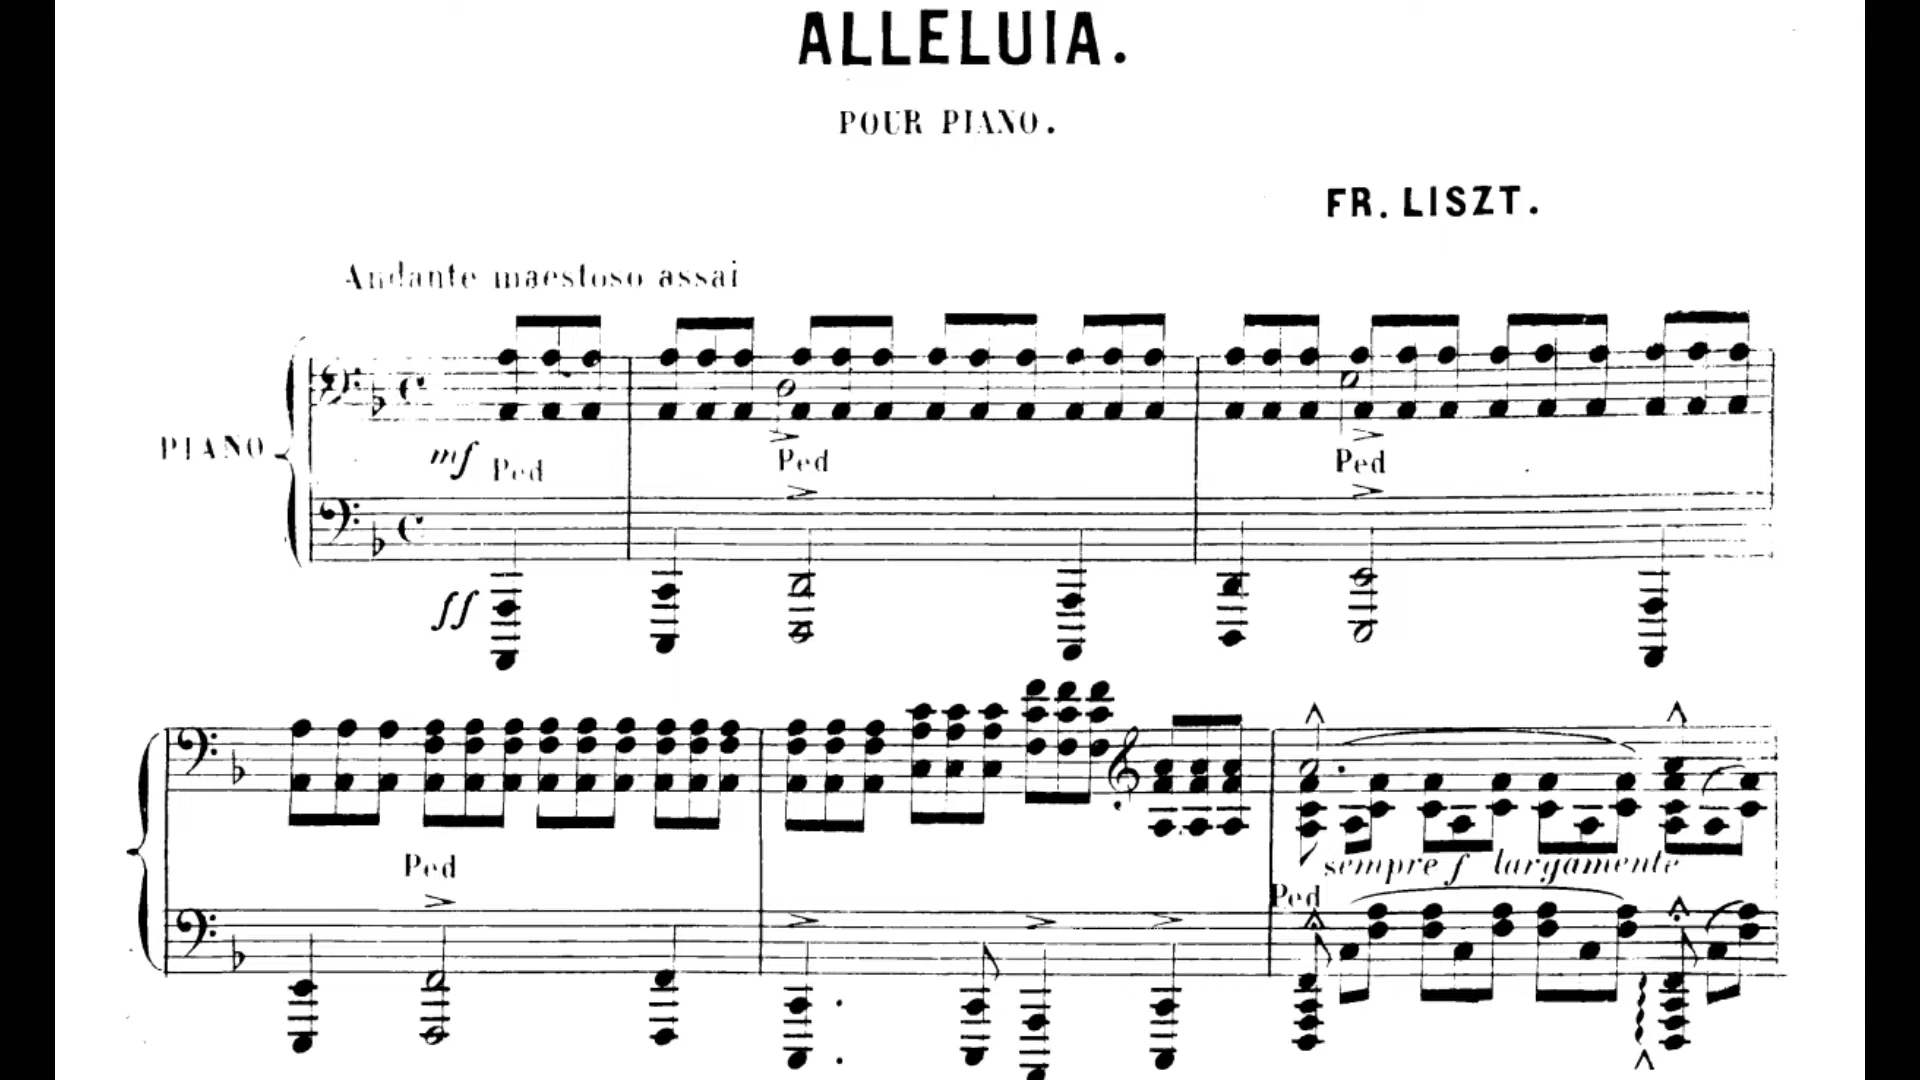 ALLELUIA.
POUR PIANO.
FR. LISZT.
Andante maestoso assai
PIANO
mf Ped Ped Ped
ff
Ped
sempre f largamente
Ped